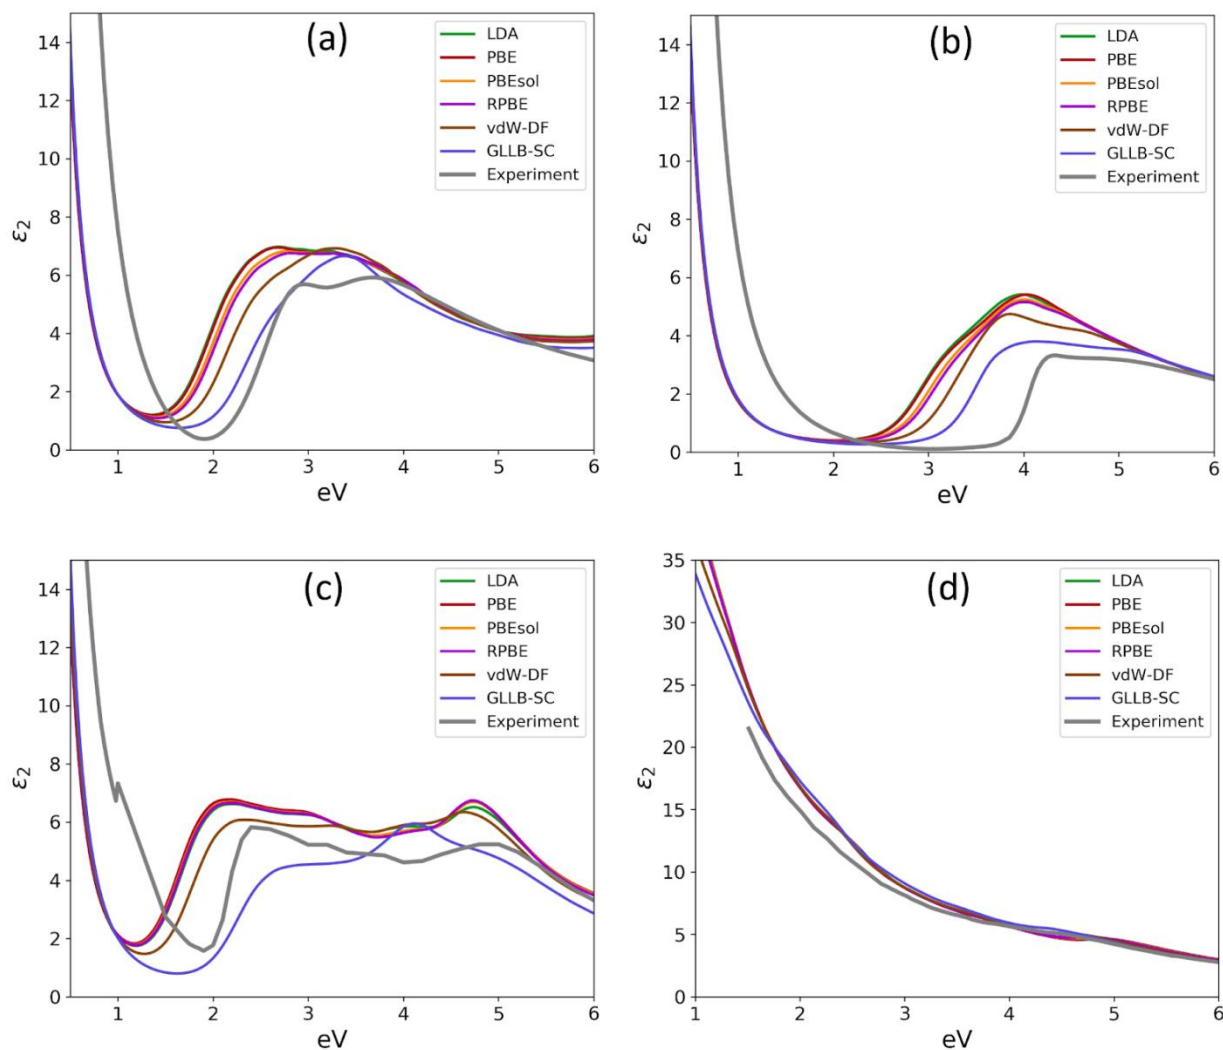 (a)
LDA
PBE
PBEsol
RPBE
vdW-DF
GLLB-SC
Experiment
14
12
10
8
6
4
2
0
ε2
1 2 3 4 5 6
eV
(b)
LDA
PBE
PBEsol
RPBE
vdW-DF
GLLB-SC
Experiment
14
12
10
8
6
4
2
0
ε2
1 2 3 4 5 6
eV
(c)
LDA
PBE
PBEsol
RPBE
vdW-DF
GLLB-SC
Experiment
14
12
10
8
6
4
2
0
ε2
1 2 3 4 5 6
eV
(d)
LDA
PBE
PBEsol
RPBE
vdW-DF
GLLB-SC
Experiment
35
30
25
20
15
10
5
0
ε2
1 2 3 4 5 6
eV